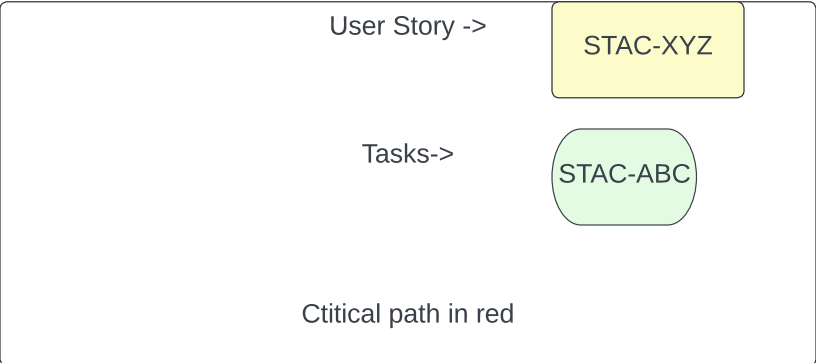 User Story ->
STAC-XYZ
Tasks->
STAC-ABC
Ctitical path in red